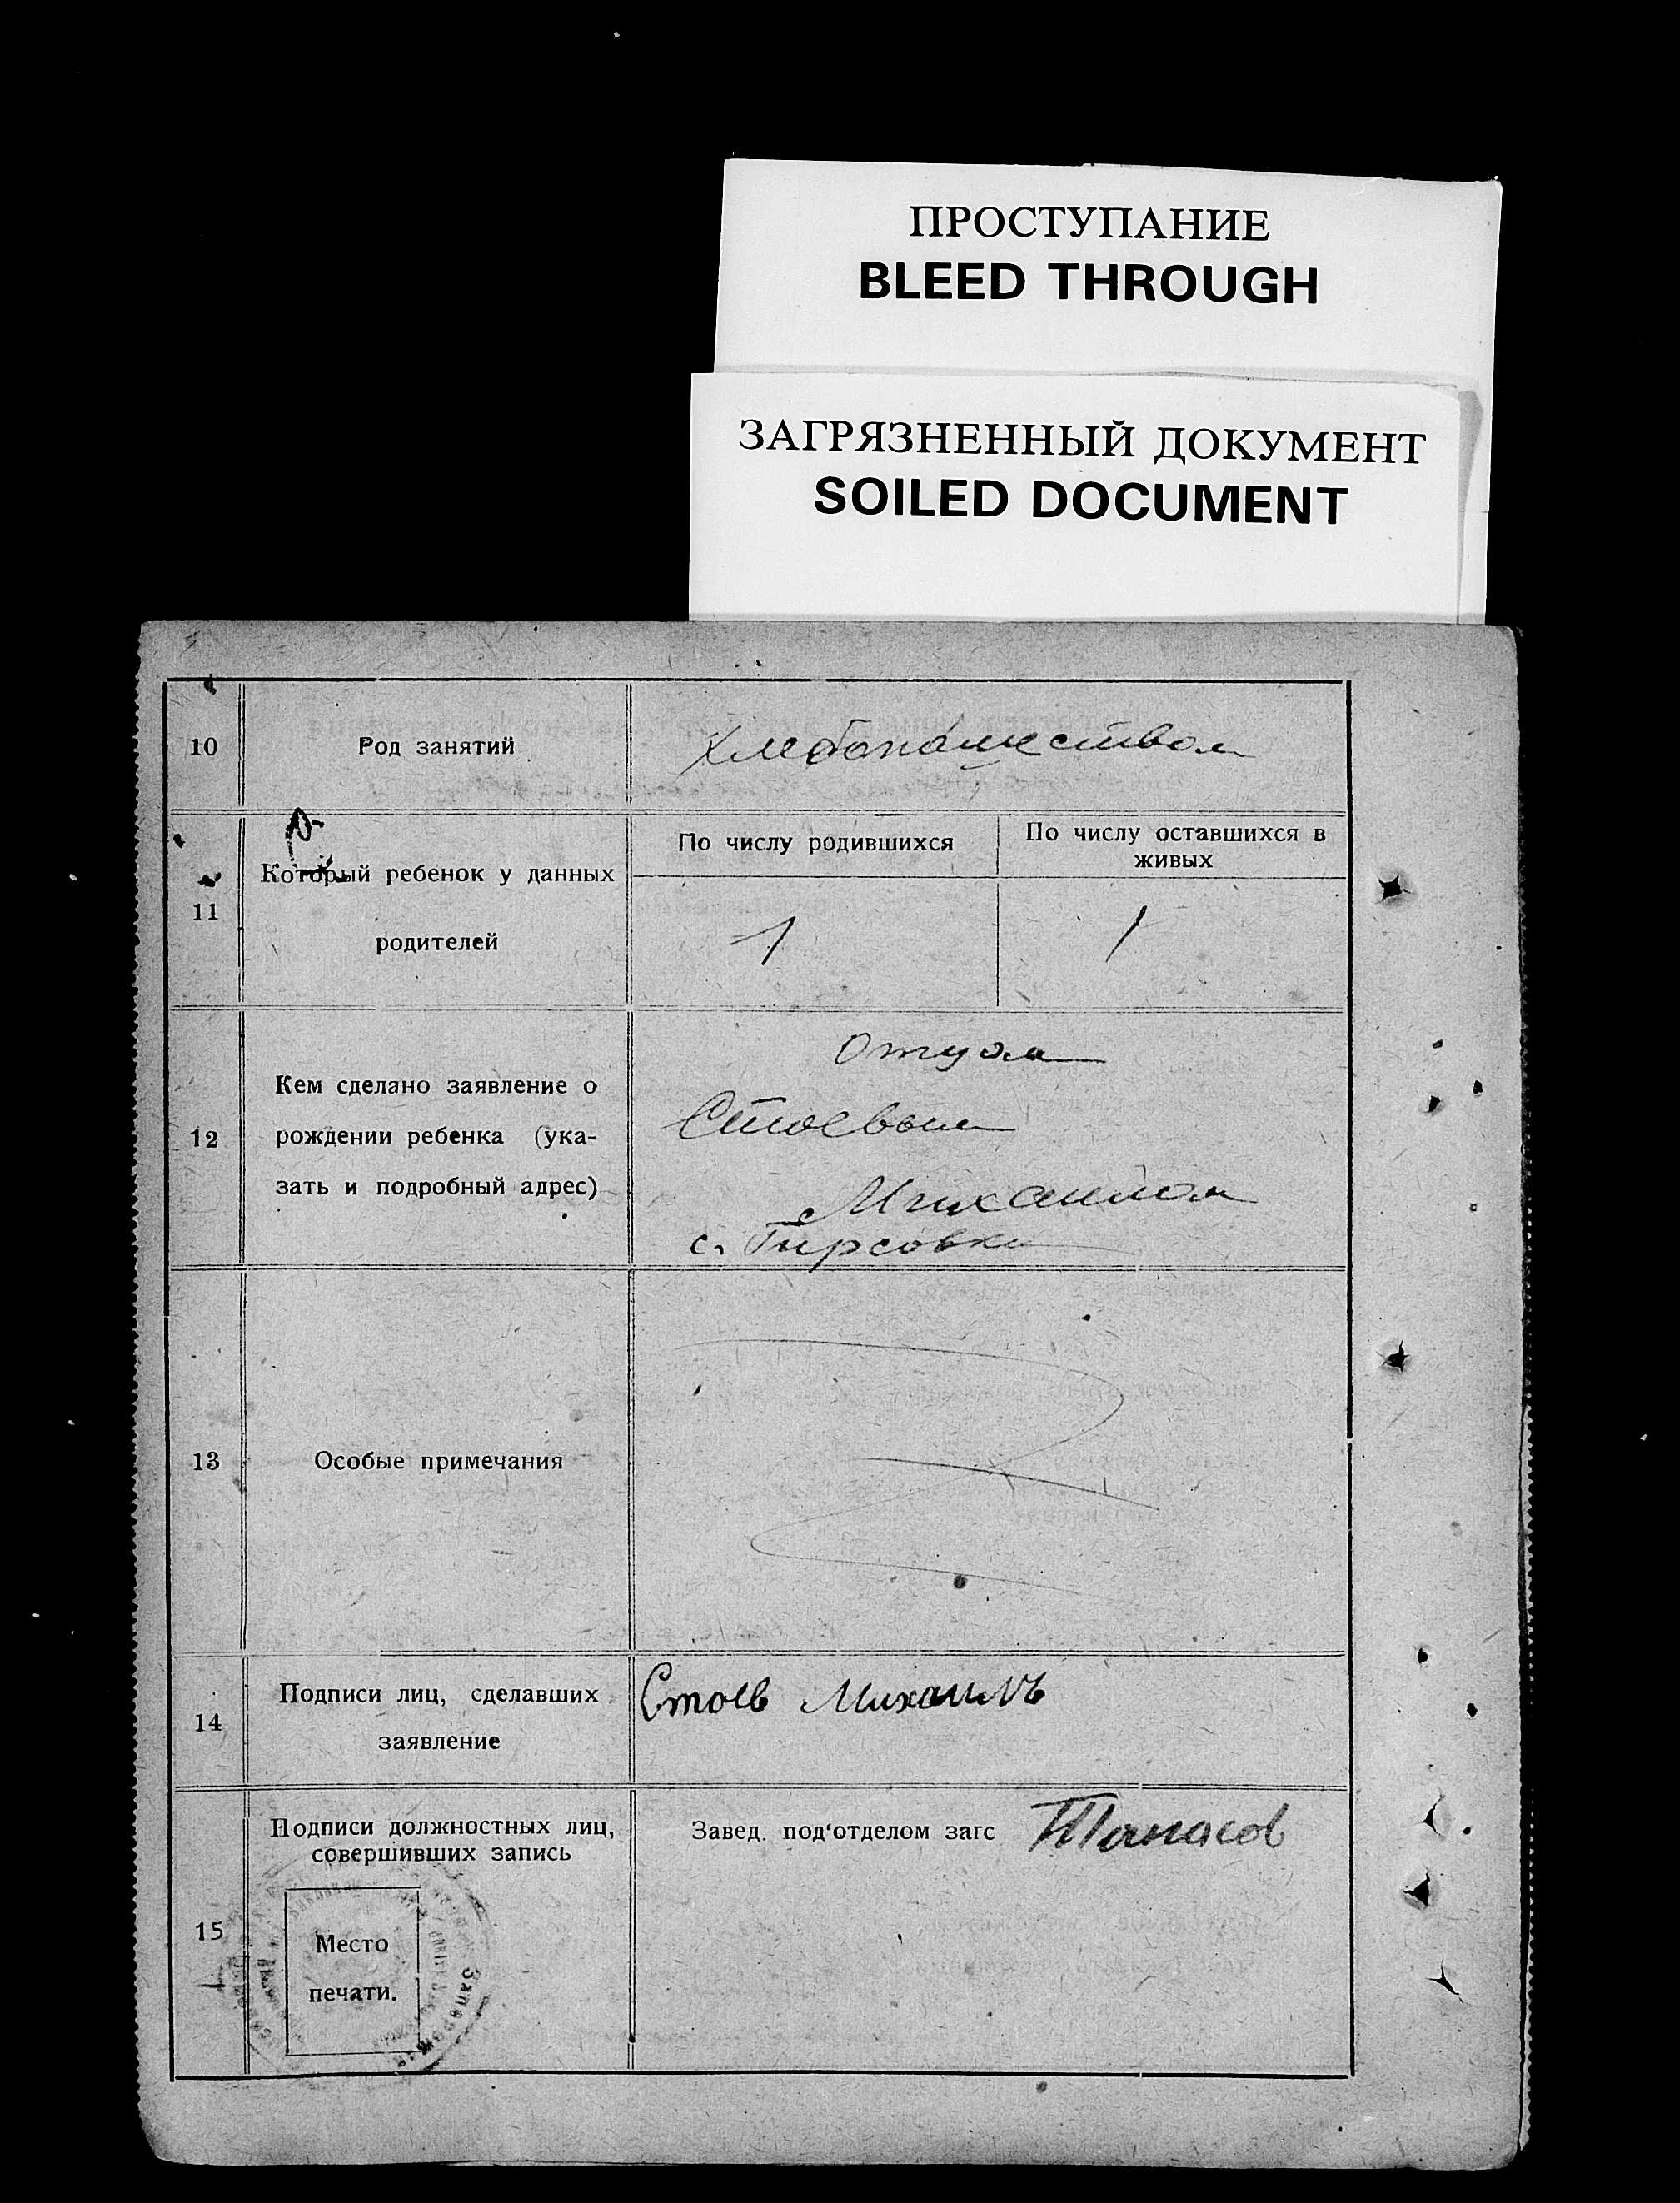 ПРОСТУПАНИЕ
BLEED THROUGH
ЗАГРЯЗНЕННЫЙ ДОКУМЕНТ
SOILED DOCUMENT
10
Род занятий
Хлебопашеством
11
Который ребенок у данных
родителей
По числу родившихся
По числу оставшихся в
живых
1
1
12
Кем сделано заявление о
рождении ребенка (ука-
зать и подробный адрес)
Отцом
Стоевым
Михаилом
с. Гирсовки
13
Особые примечания
14
Подписи лиц, сделавших
заявление
Стоев Михаилъ
15
Подписи должностных лиц,
совершивших запись
Место
печати.
Завед. под'отделом загс